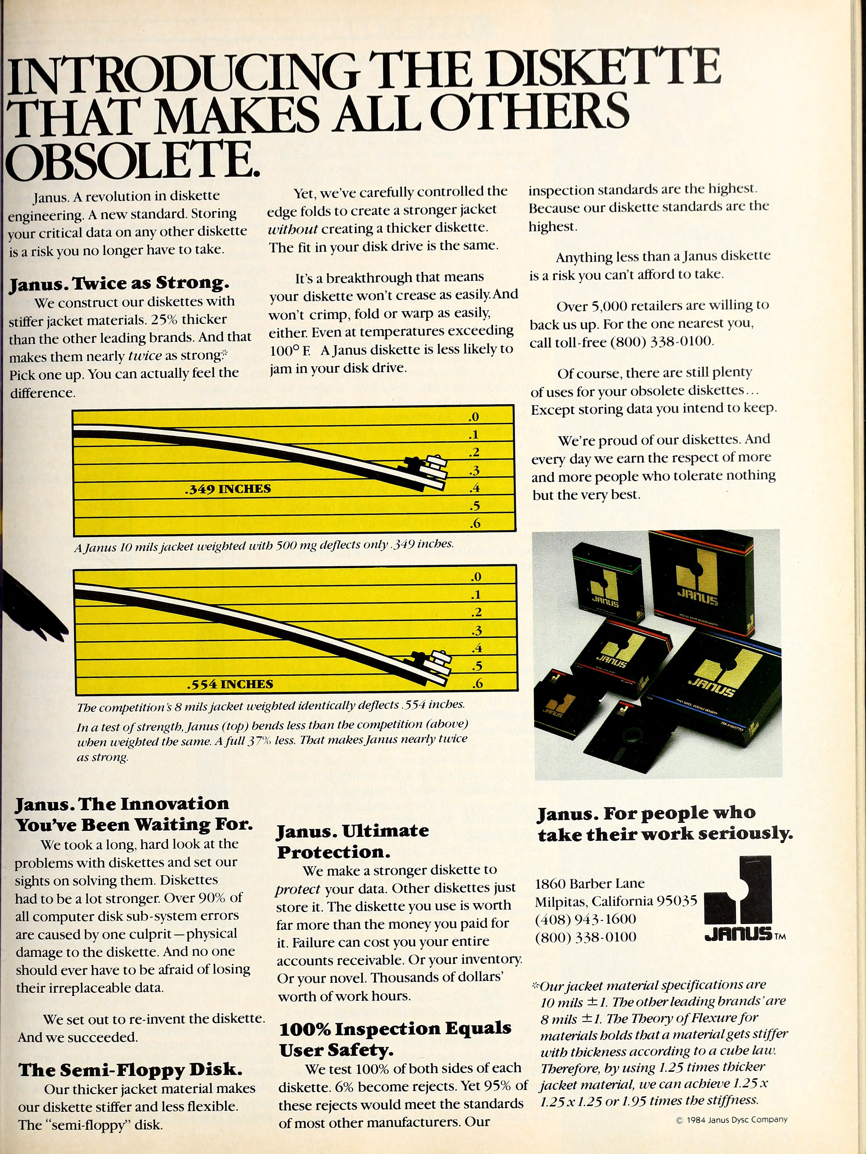 INTRODUCING THE DISKETTE
THAT MAKES ALL OTHERS
OBSOLETE.
Janus. A revolution in diskette
engineering. A new standard. Storing
your critical data on any other diskette
is a risk you no longer have to take.
Janus. Twice as Strong.
We construct our diskettes with
stiffer jacket materials. 25% thicker
than the other leading brands. And that
makes them nearly twice as strong.*
Pick one up. You can actually feel the
difference.
Yet, we've carefully controlled the
edge folds to create a stronger jacket
without creating a thicker diskette.
The fit in your disk drive is the same.
It's a breakthrough that means
your diskette won't crease as easily. And
won't crimp, fold or warp as easily,
either. Even at temperatures exceeding
100° F. A Janus diskette is less likely to
jam in your disk drive.
.0
.1
.2
.3
.4
.5
.6
.349 INCHES
A Janus 10 mils jacket weighted with 500 mg deflects only .349 inches.
.0
.1
.2
.3
.4
.5
.6
.554 INCHES
The competition's 8 mils jacket weighted identically deflects .554 inches.
In a test of strength, Janus (top) bends less than the competition (above)
when weighted the same. A full 37% less. That makes Janus nearly twice
as strong.
Janus. The Innovation
You've Been Waiting For.
We took a long, hard look at the
problems with diskettes and set our
sights on solving them. Diskettes
had to be a lot stronger. Over 90% of
all computer disk sub-system errors
are caused by one culprit—physical
damage to the diskette. And no one
should ever have to be afraid of losing
their irreplaceable data.
We set out to re-invent the diskette.
And we succeeded.
The Semi-Floppy Disk.
Our thicker jacket material makes
our diskette stiffer and less flexible.
The "semi-floppy" disk.
Janus. Ultimate
Protection.
We make a stronger diskette to
protect your data. Other diskettes just
store it. The diskette you use is worth
far more than the money you paid for
it. Failure can cost you your entire
accounts receivable. Or your inventory.
Or your novel. Thousands of dollars'
worth of work hours.
100% Inspection Equals
User Safety.
We test 100% of both sides of each
diskette. 6% become rejects. Yet 95% of
these rejects would meet the standards
of most other manufacturers. Our
inspection standards are the highest.
Because our diskette standards are the
highest.
Anything less than a Janus diskette
is a risk you can't afford to take.
Over 5,000 retailers are willing to
back us up. For the one nearest you,
call toll-free (800) 338-0100.
Of course, there are still plenty
of uses for your obsolete diskettes...
Except storing data you intend to keep.
We're proud of our diskettes. And
every day we earn the respect of more
and more people who tolerate nothing
but the very best.
JANUS
JANUS
JANUS
JANUS
Janus. For people who
take their work seriously.
1860 Barber Lane
Milpitas, California 95035
(408) 943-1600
(800) 338-0100
JANUS TM
*Our jacket material specifications are
10 mils ±1. The other leading brands' are
8 mils ±1. The Theory of Flexure for
materials holds that a material gets stiffer
with thickness according to a cube law.
Therefore, by using 1.25 times thicker
jacket material, we can achieve 1.25 x
1.25 x 1.25 or 1.95 times the stiffness.
© 1984 Janus Dysc Company